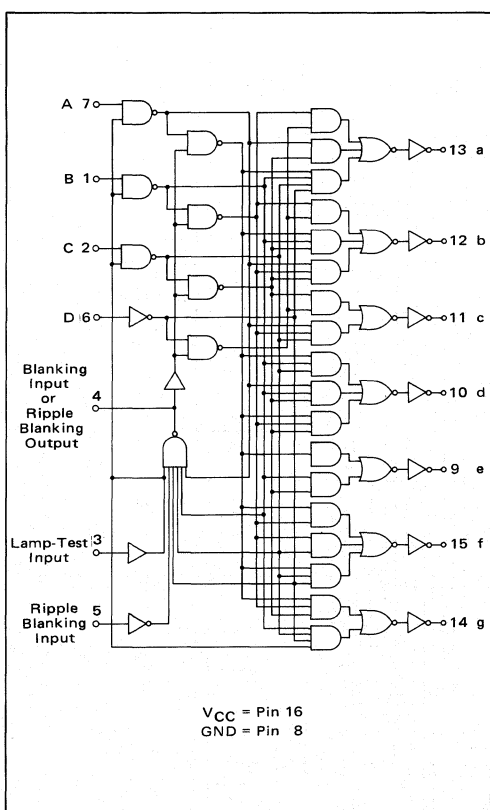 A 7
B 1
C 2
D 6
Blanking
Input
or
Ripple
Blanking
Output
4
Lamp-Test
Input
3
Ripple
Blanking
Input
5
13 a
12 b
11 c
10 d
9 e
15 f
14 g
VCC = Pin 16
GND = Pin 8